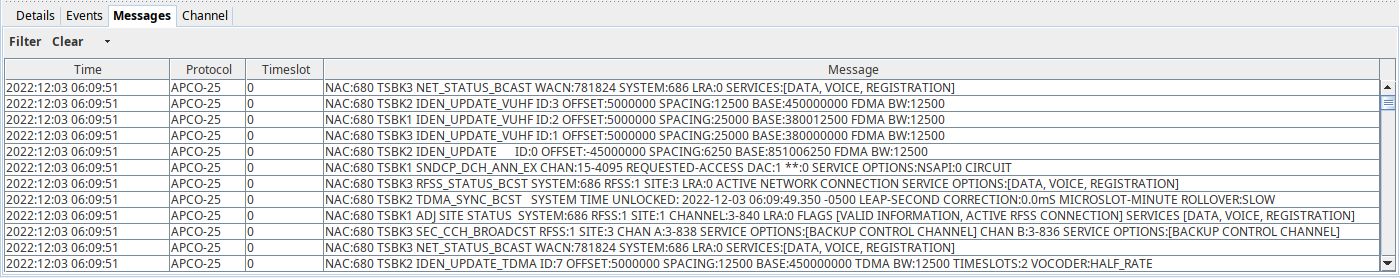 Details Events Messages Channel
Filter Clear
Time Protocol Timeslot Message
2022:12:03 06:09:51 APCO-25 0 NAC:680 TSBK3 NET_STATUS_BCAST WACN:781824 SYSTEM:686 LRA:0 SERVICES:[DATA, VOICE, REGISTRATION]
2022:12:03 06:09:51 APCO-25 0 NAC:680 TSBK2 IDEN_UPDATE_VUHF ID:3 OFFSET:5000000 SPACING:12500 BASE:450000000 FDMA BW:12500
2022:12:03 06:09:51 APCO-25 0 NAC:680 TSBK1 IDEN_UPDATE_VUHF ID:2 OFFSET:5000000 SPACING:25000 BASE:380012500 FDMA BW:12500
2022:12:03 06:09:51 APCO-25 0 NAC:680 TSBK3 IDEN_UPDATE_VUHF ID:1 OFFSET:5000000 SPACING:25000 BASE:380000000 FDMA BW:12500
2022:12:03 06:09:51 APCO-25 0 NAC:680 TSBK2 IDEN_UPDATE ID:0 OFFSET:-45000000 SPACING:6250 BASE:851006250 FDMA BW:12500
2022:12:03 06:09:51 APCO-25 0 NAC:680 TSBK1 SNDCP_DCH_ANN_EX CHAN:15-4095 REQUESTED-ACCESS DAC:1 **:0 SERVICE OPTIONS:NSAPI:0 CIRCUIT
2022:12:03 06:09:51 APCO-25 0 NAC:680 TSBK3 RFSS_STATUS_BCST SYSTEM:686 RFSS:1 SITE:3 LRA:0 ACTIVE NETWORK CONNECTION SERVICE OPTIONS:[DATA, VOICE, REGISTRATION]
2022:12:03 06:09:51 APCO-25 0 NAC:680 TSBK2 TDMA_SYNC_BCST SYSTEM TIME UNLOCKED: 2022-12-03 06:09:49.350 -0500 LEAP-SECOND CORRECTION:0.0mS MICROSLOT-MINUTE ROLLOVER:SLOW
2022:12:03 06:09:51 APCO-25 0 NAC:680 TSBK1 ADJ SITE STATUS SYSTEM:686 RFSS:1 SITE:1 CHANNEL:3-840 LRA:0 FLAGS [VALID INFORMATION, ACTIVE RFSS CONNECTION] SERVICES [DATA, VOICE, REGISTRATION]
2022:12:03 06:09:51 APCO-25 0 NAC:680 TSBK3 SEC_CCH_BROADCST RFSS:1 SITE:3 CHAN A:3-838 SERVICE OPTIONS:[BACKUP CONTROL CHANNEL] CHAN B:3-836 SERVICE OPTIONS:[BACKUP CONTROL CHANNEL]
2022:12:03 06:09:51 APCO-25 0 NAC:680 TSBK3 NET_STATUS_BCAST WACN:781824 SYSTEM:686 LRA:0 SERVICES:[DATA, VOICE, REGISTRATION]
2022:12:03 06:09:51 APCO-25 0 NAC:680 TSBK2 IDEN_UPDATE_TDMA ID:7 OFFSET:5000000 SPACING:12500 BASE:450000000 TDMA BW:12500 TIMESLOTS:2 VOCODER:HALF_RATE